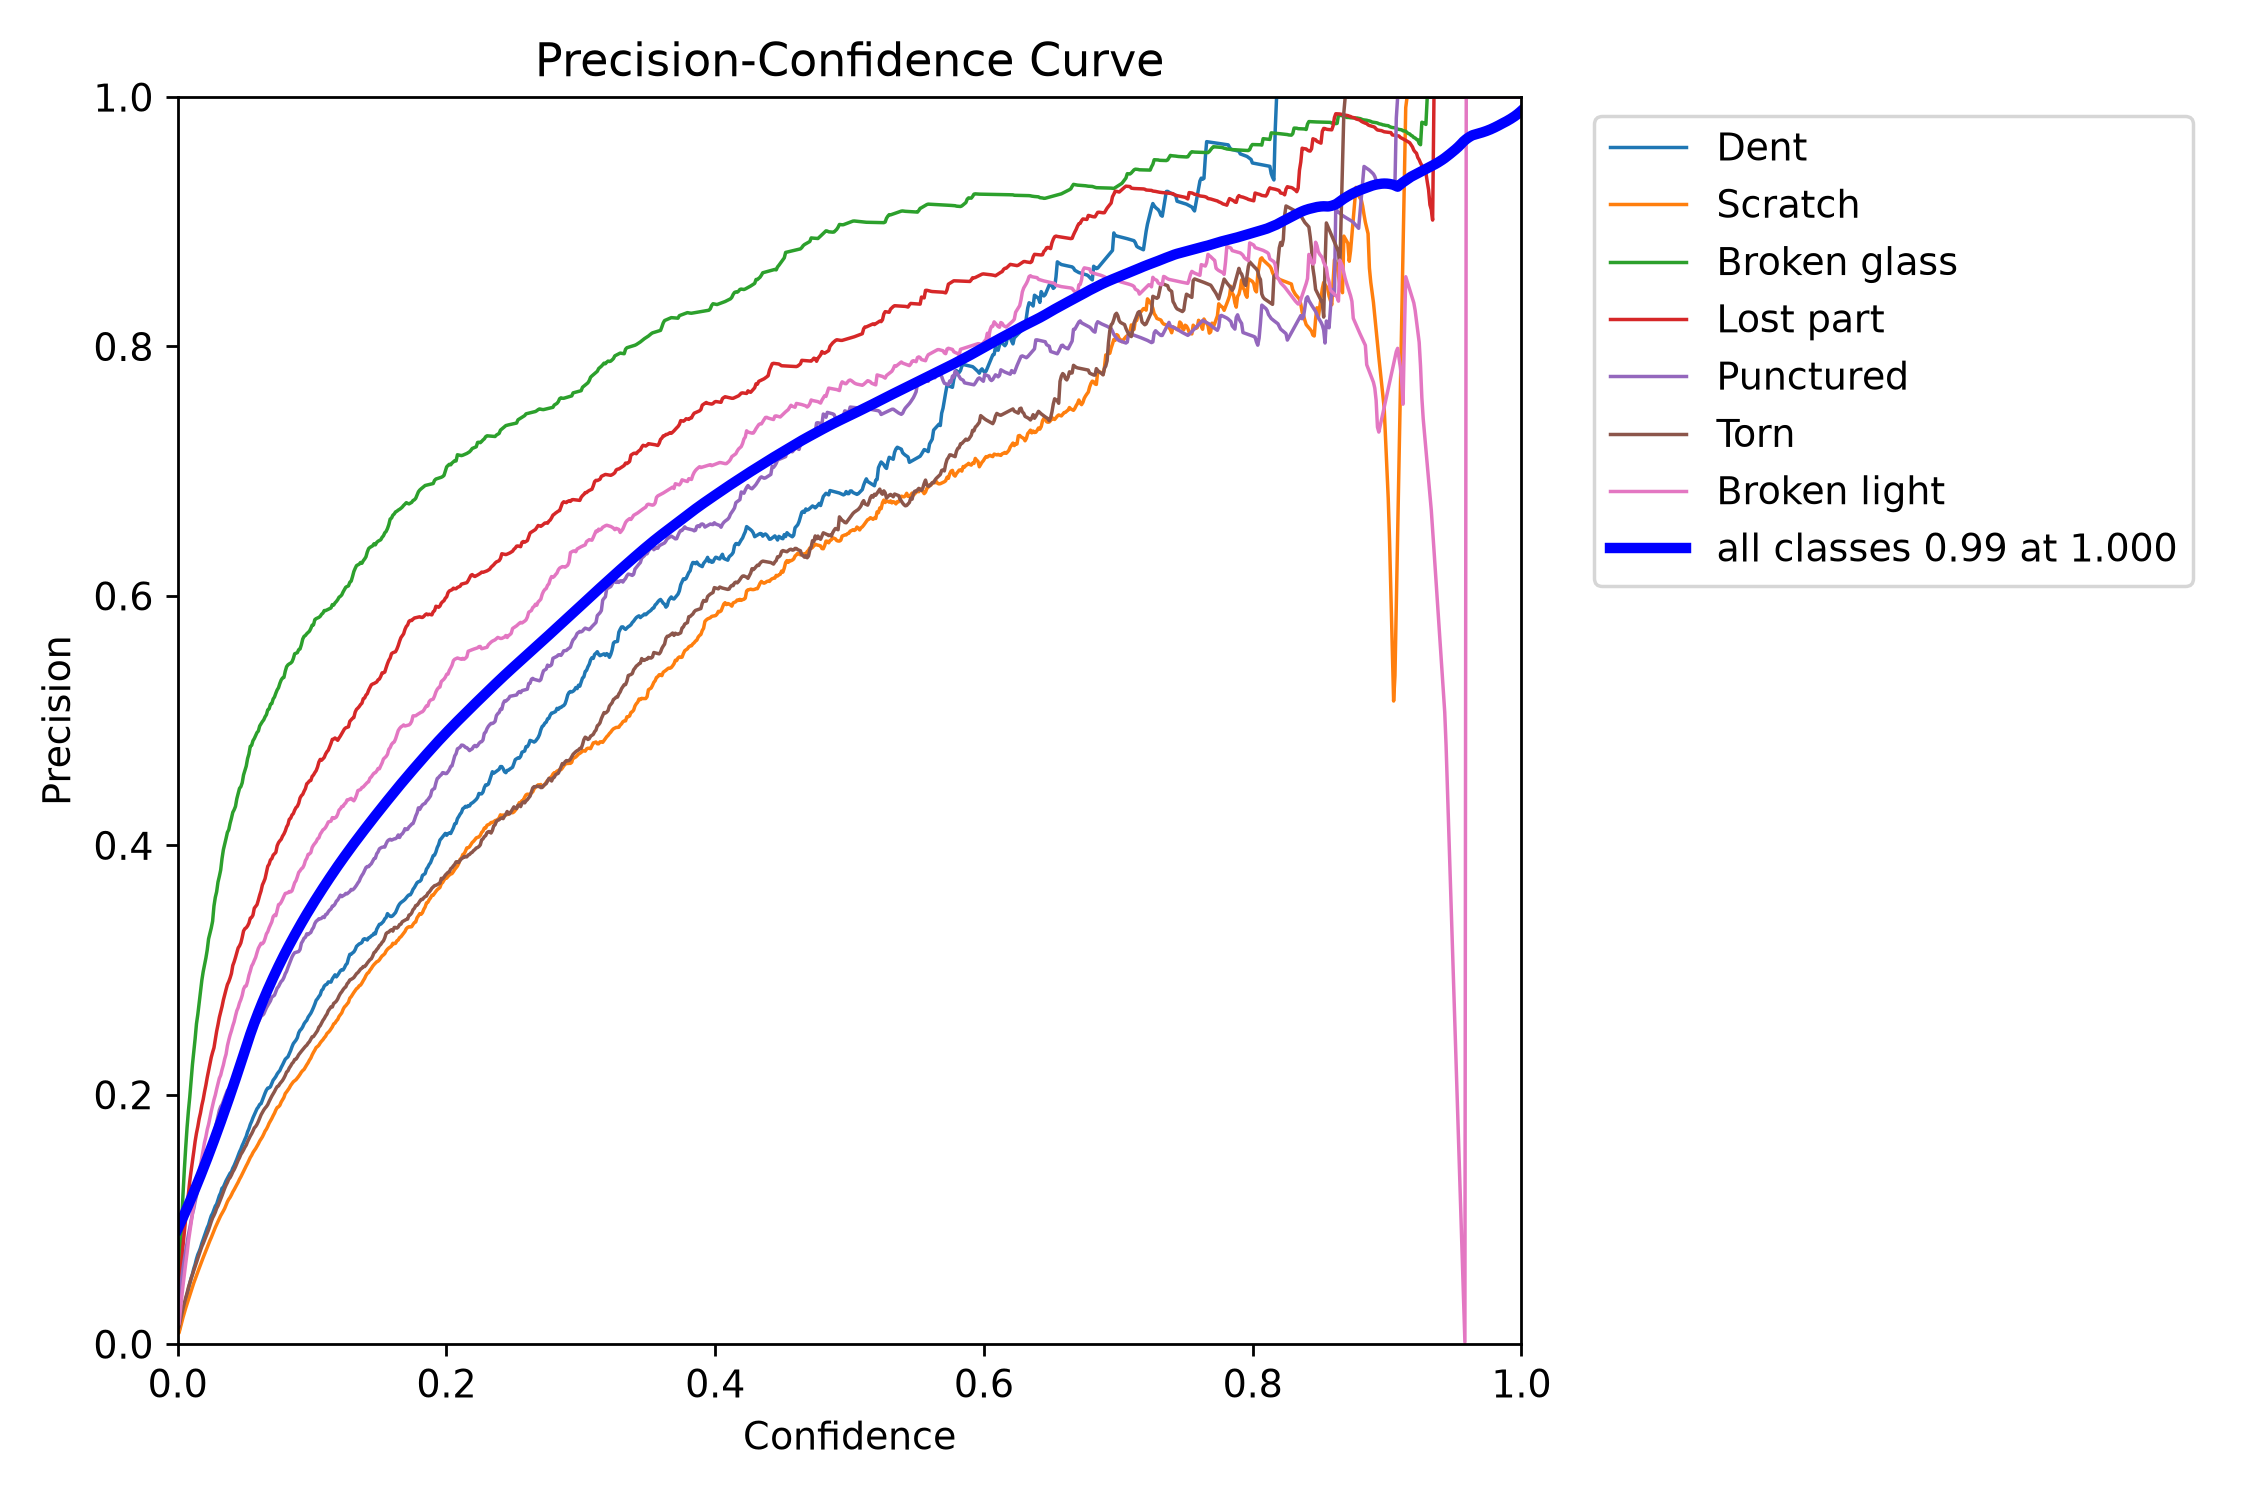 Precision-Confidence Curve
1.0
0.8
0.6
0.4
0.2
0.0
Precision
0.0 0.2 0.4 0.6 0.8 1.0
Confidence
Dent
Scratch
Broken glass
Lost part
Punctured
Torn
Broken light
all classes 0.99 at 1.000